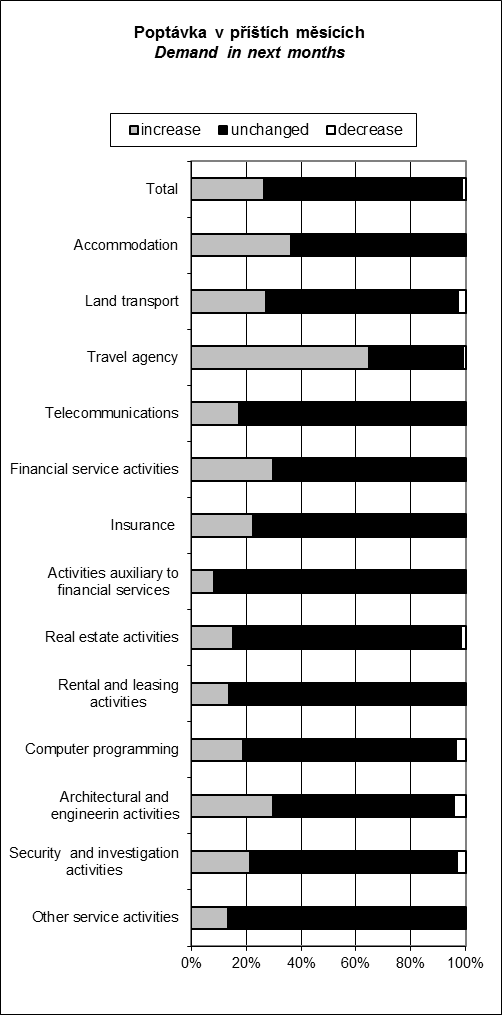 Poptávka v příštích měsících
Demand in next months
increase unchanged decrease
Total
Accommodation
Land transport
Travel agency
Telecommunications
Financial service activities
Insurance
Activities auxiliary to
financial services
Real estate activities
Rental and leasing
activities
Computer programming
Architectural and
engineerin activities
Security and investigation
activities
Other service activities
0% 20% 40% 60% 80% 100%